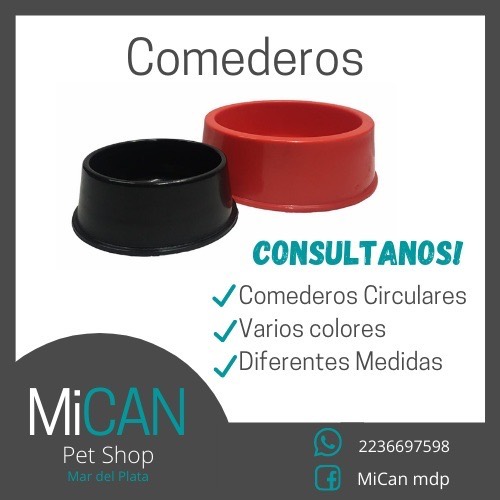 Comederos
CONSULTANOS!
Comederos Circulares
Varios colores
Diferentes Medidas
MiCAN
Pet Shop
Mar del Plata
2236697598
MiCan mdp